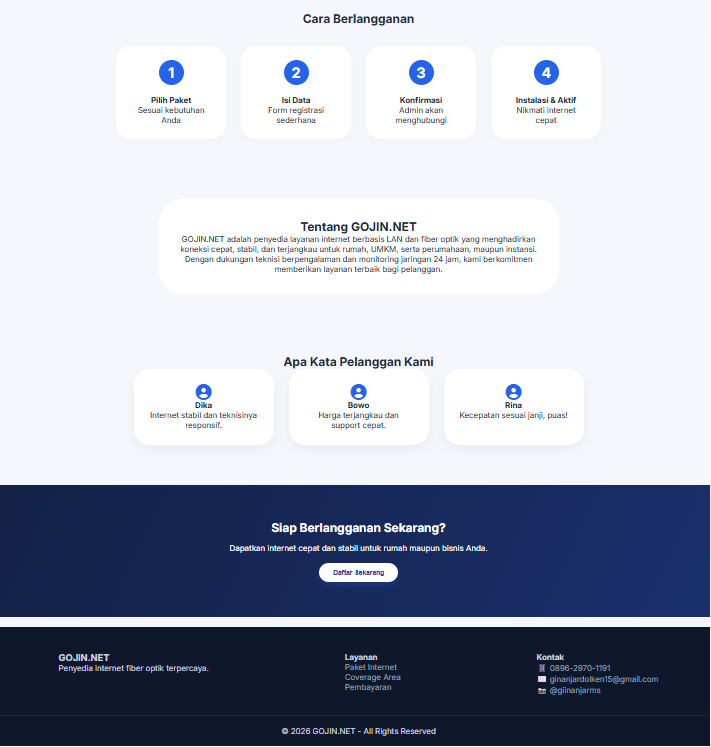 Cara Berlangganan
1
2
3
4
Pilih Paket
Sesuai kebutuhan
Anda
Isi Data
Form registrasi
sederhana
Konfirmasi
Admin akan
menghubungi
Instalasi & Aktif
Nikmati internet
cepat
Tentang GOJIN.NET
GOJIN.NET adalah penyedia layanan internet berbasis LAN dan fiber optik yang menghadirkan
koneksi cepat, stabil, dan terjangkau untuk rumah, UMKM, serta perumahaan, maupun instansi.
Dengan dukungan teknisi berpengalaman dan monitoring jaringan 24 jam, kami berkomitmen
memberikan layanan terbaik bagi pelanggan.
Apa Kata Pelanggan Kami
Dika
Internet stabil dan teknisinya
responsif.
Bowo
Harga terjangkau dan
support cepat.
Rina
Kecepatan sesuai janji, puas!
Siap Berlangganan Sekarang?
Dapatkan internet cepat dan stabil untuk rumah maupun bisnis Anda.
Daftar Sekarang
GOJIN.NET
Penyedia internet fiber optik terpercaya.
Layanan
Paket Internet
Coverage Area
Pembayaran
Kontak
0896-2970-1191
ginanjardolken15@gmail.com
@giinanjarms
© 2026 GOJIN.NET - All Rights Reserved